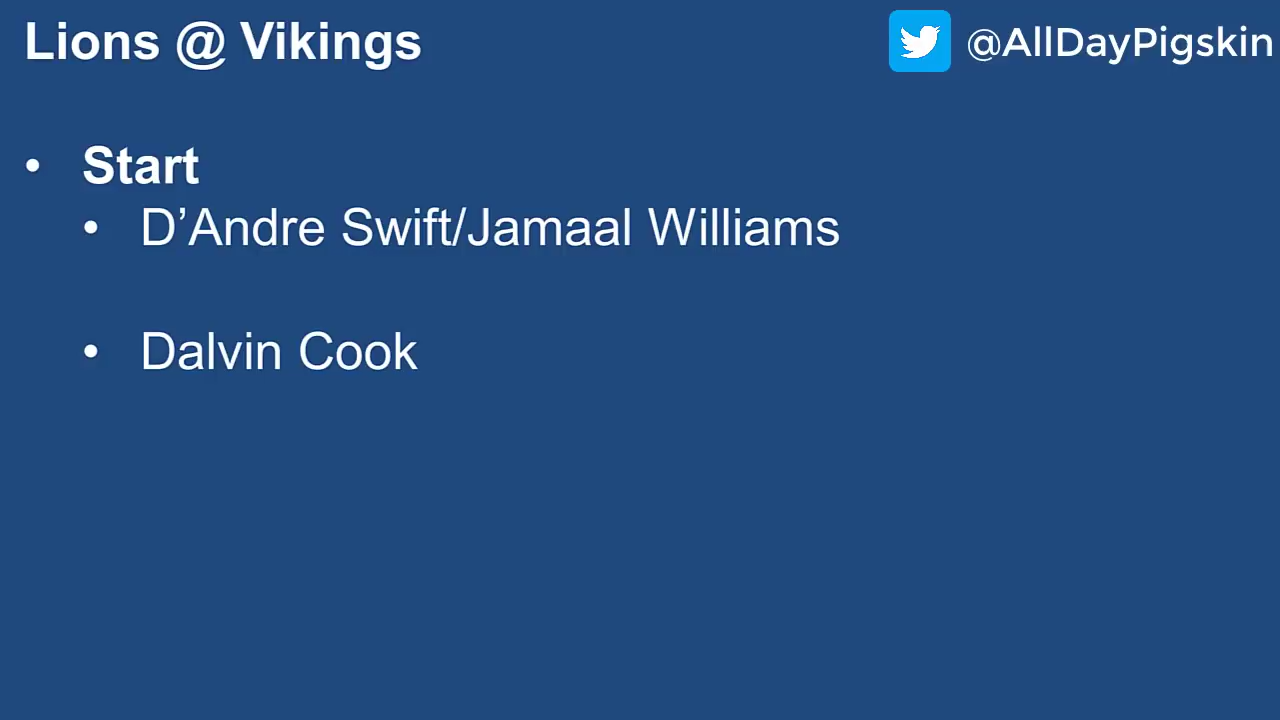 Lions @ Vikings
@AllDayPigskin
• Start
• D’Andre Swift/Jamaal Williams
• Dalvin Cook